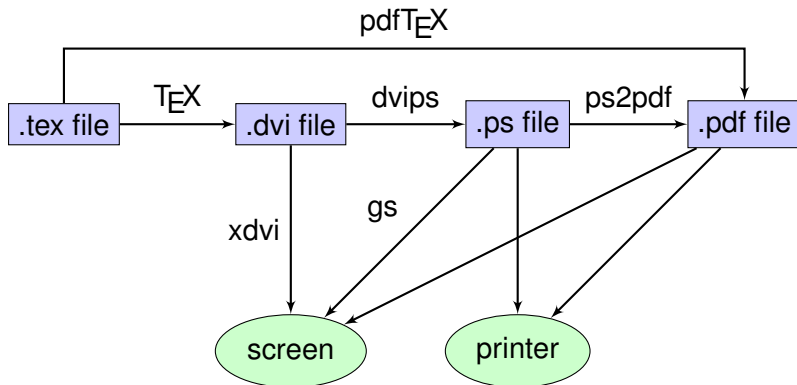 pdfTEX
TEX
dvips
ps2pdf
.tex file
.dvi file
.ps file
.pdf file
xdvi
gs
screen
printer